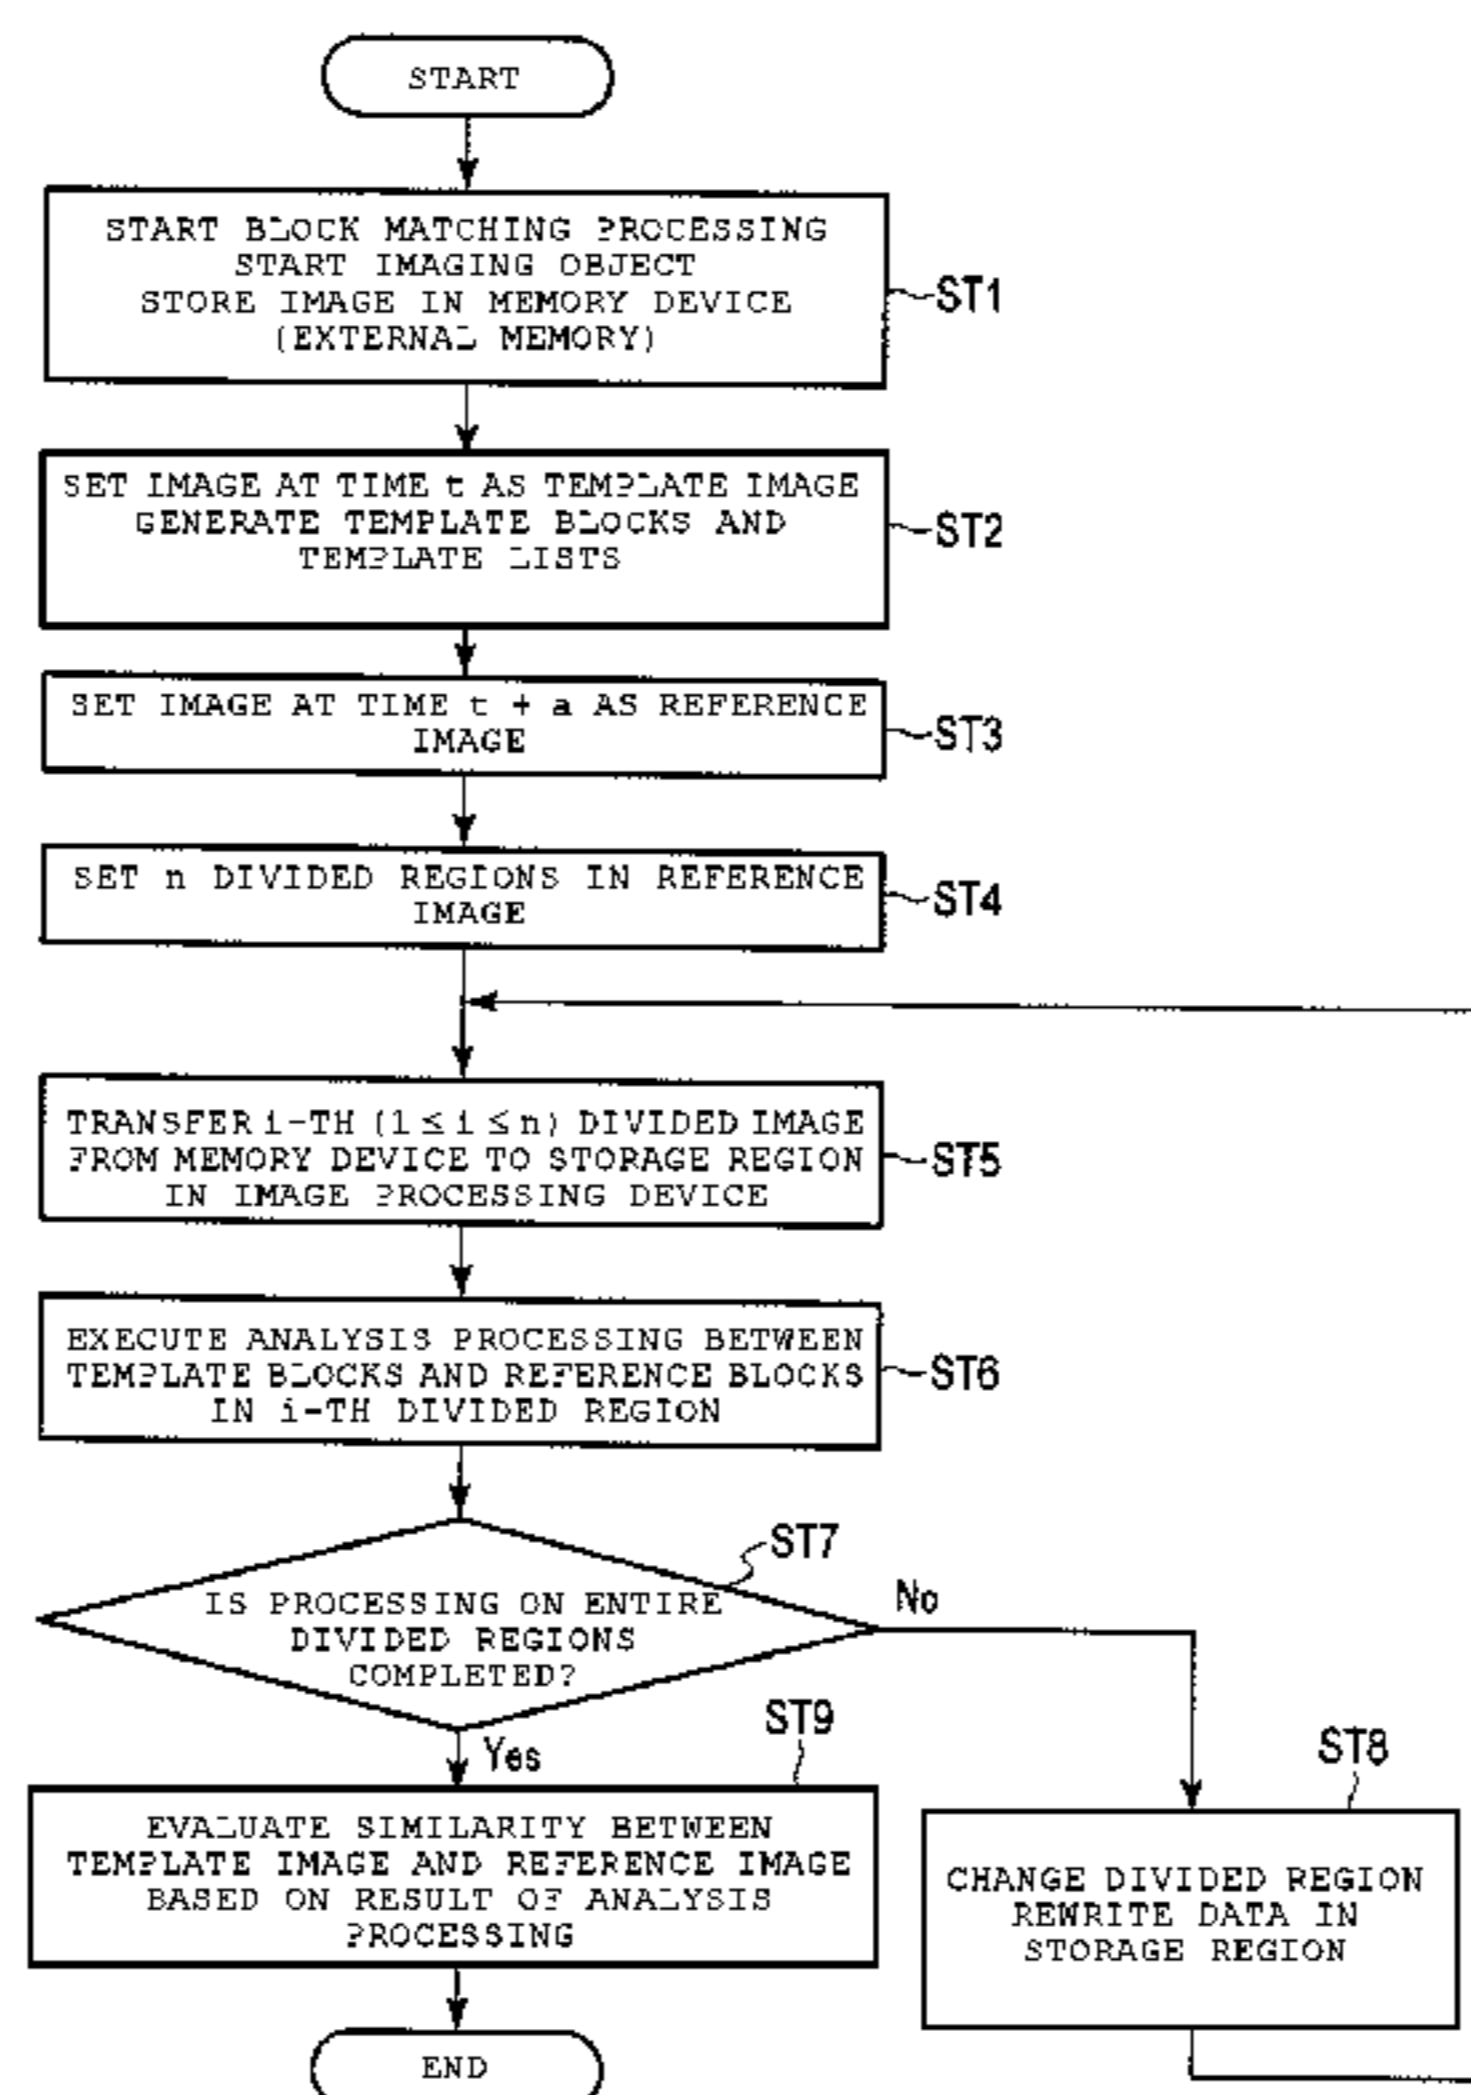 START
START BLOCK MATCHING PROCESSING
START IMAGING OBJECT
STORE IMAGE IN MEMORY DEVICE
(EXTERNAL MEMORY)
ST1
SET IMAGE AT TIME t AS TEMPLATE IMAGE
GENERATE TEMPLATE BLOCKS AND
TEMPLATE LISTS
ST2
SET IMAGE AT TIME t + a AS REFERENCE
IMAGE
ST3
SET n DIVIDED REGIONS IN REFERENCE
IMAGE
ST4
TRANSFER i-TH (1 ≤ i ≤ n) DIVIDED IMAGE
FROM MEMORY DEVICE TO STORAGE REGION
IN IMAGE PROCESSING DEVICE
ST5
EXECUTE ANALYSIS PROCESSING BETWEEN
TEMPLATE BLOCKS AND REFERENCE BLOCKS
IN i-TH DIVIDED REGION
ST6
ST7
IS PROCESSING ON ENTIRE
DIVIDED REGIONS
COMPLETED?
No
Yes
ST9
EVALUATE SIMILARITY BETWEEN
TEMPLATE IMAGE AND REFERENCE IMAGE
BASED ON RESULT OF ANALYSIS
PROCESSING
ST8
CHANGE DIVIDED REGION
REWRITE DATA IN
STORAGE REGION
END